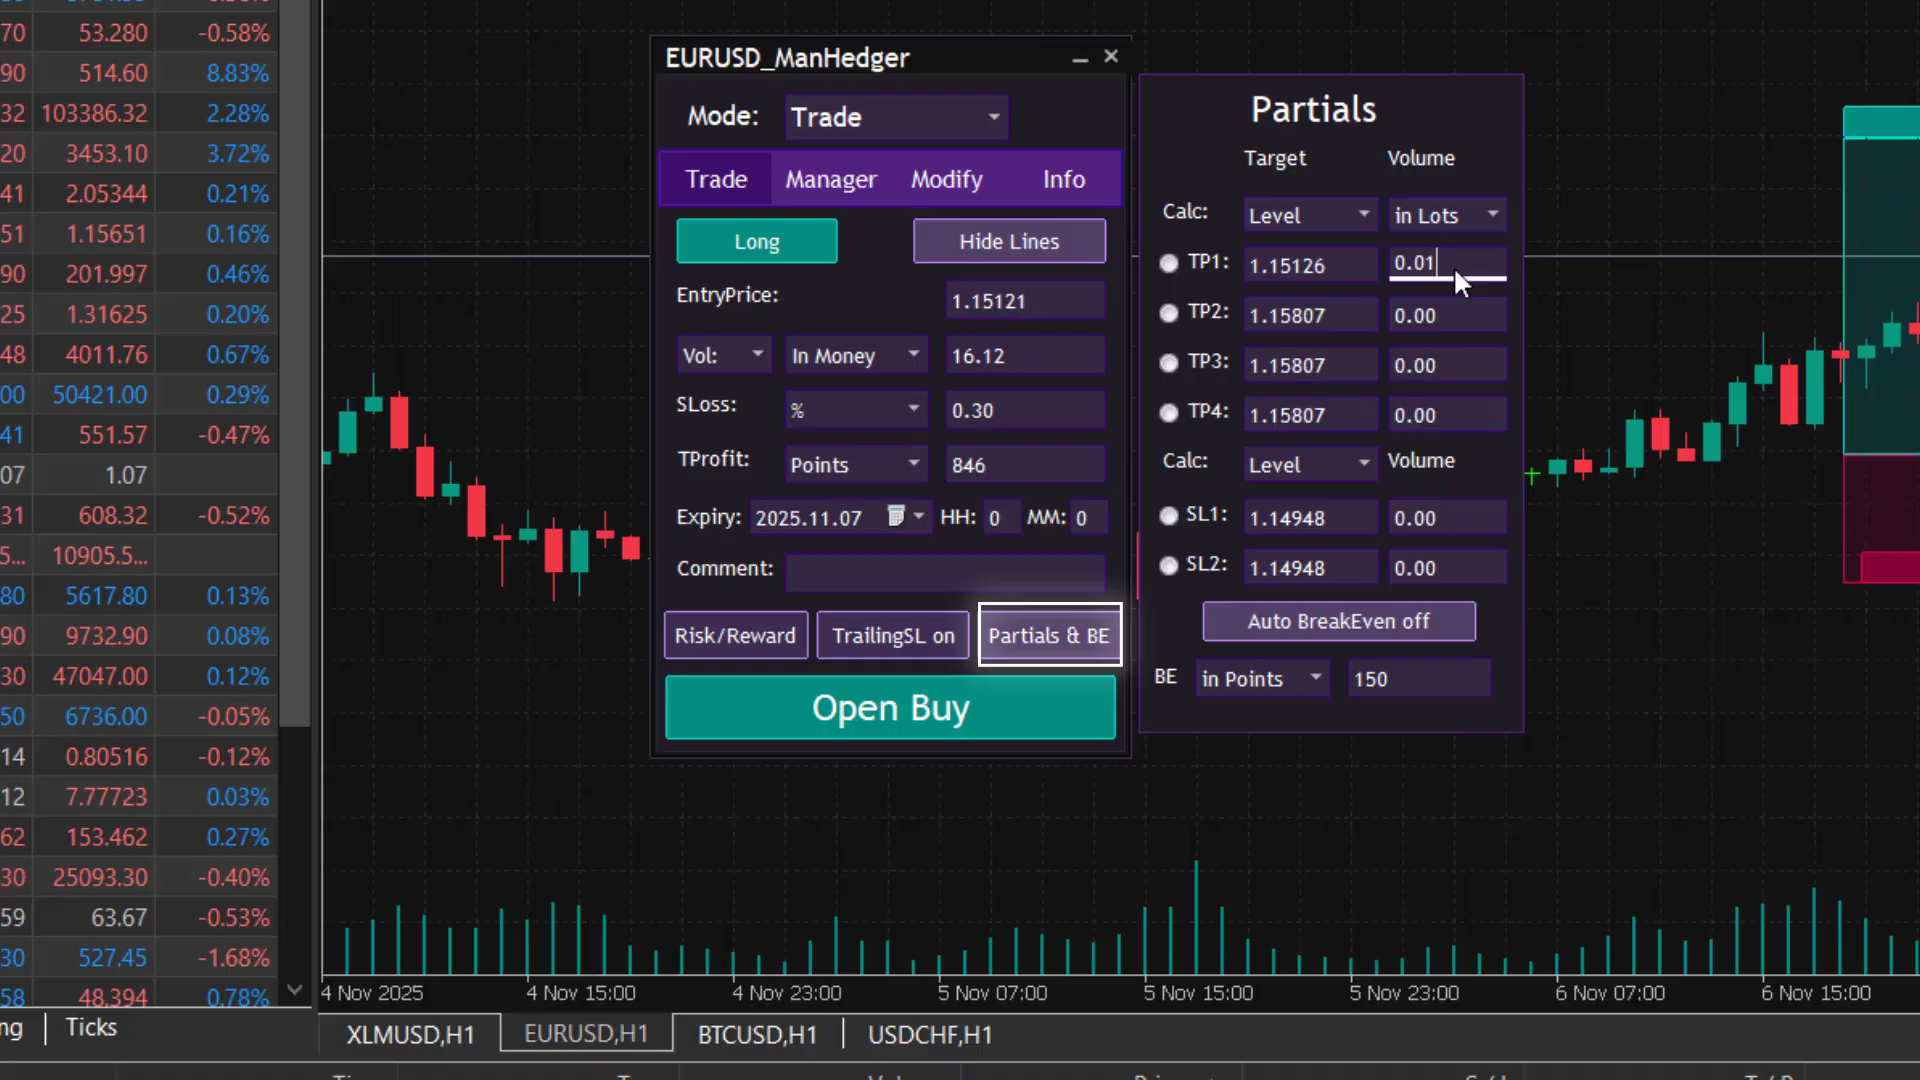 70 53.280 -0.58%
90 514.60 8.83%
32 103386.32 2.28%
20 3453.10 3.72%
41 2.05344 0.21%
51 1.15651 0.16%
90 201.997 0.46%
25 1.31625 0.20%
48 4011.76 0.67%
00 50421.00 0.29%
41 551.57 -0.47%
07 1.07
31 608.32 -0.52%
5... 10905.5...
80 5617.80 0.13%
90 9732.90 0.08%
30 47047.00 0.12%
50 6736.00 -0.05%
14 0.80516 -0.12%
12 7.77723 0.03%
62 153.462 0.27%
30 25093.30 -0.40%
59 63.67 -0.53%
30 527.45 -1.68%
58 48.394 0.78%
ng Ticks
EURUSD_ManHedger
Mode: Trade
Trade Manager Modify Info
Long Hide Lines
EntryPrice: 1.15121
Vol: In Money 16.12
SLoss: % 0.30
TProfit: Points 846
Expiry: 2025.11.07 HH: 0 MM: 0
Comment:
Risk/Reward TrailingSL on Partials & BE
Open Buy
Partials
Target Volume
Calc: Level in Lots
TP1: 1.15126 0.01
TP2: 1.15807 0.00
TP3: 1.15807 0.00
TP4: 1.15807 0.00
Calc: Level Volume
SL1: 1.14948 0.00
SL2: 1.14948 0.00
Auto BreakEven off
BE in Points 150
4 Nov 2025 4 Nov 15:00 4 Nov 23:00 5 Nov 07:00 5 Nov 15:00 5 Nov 23:00 6 Nov 07:00 6 Nov 15:00
XLMUSD,H1 EURUSD,H1 BTCUSD,H1 USDCHF,H1